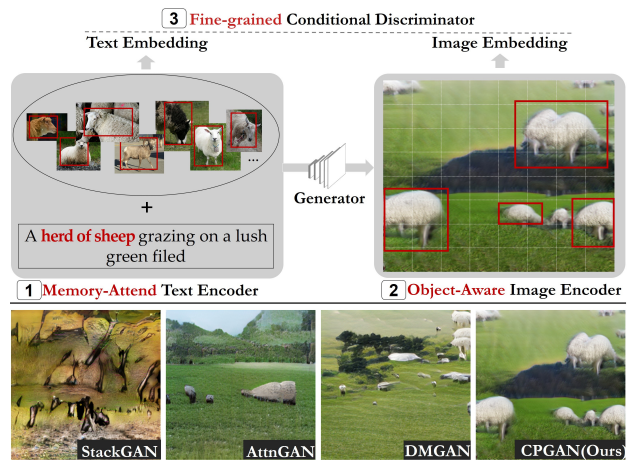 3 Fine-grained Conditional Discriminator
Text Embedding
Image Embedding
...
+
Generator
A herd of sheep grazing on a lush
green filed
1 Memory-Attend Text Encoder
2 Object-Aware Image Encoder
StackGAN
AttnGAN
DMGAN
CPGAN(Ours)